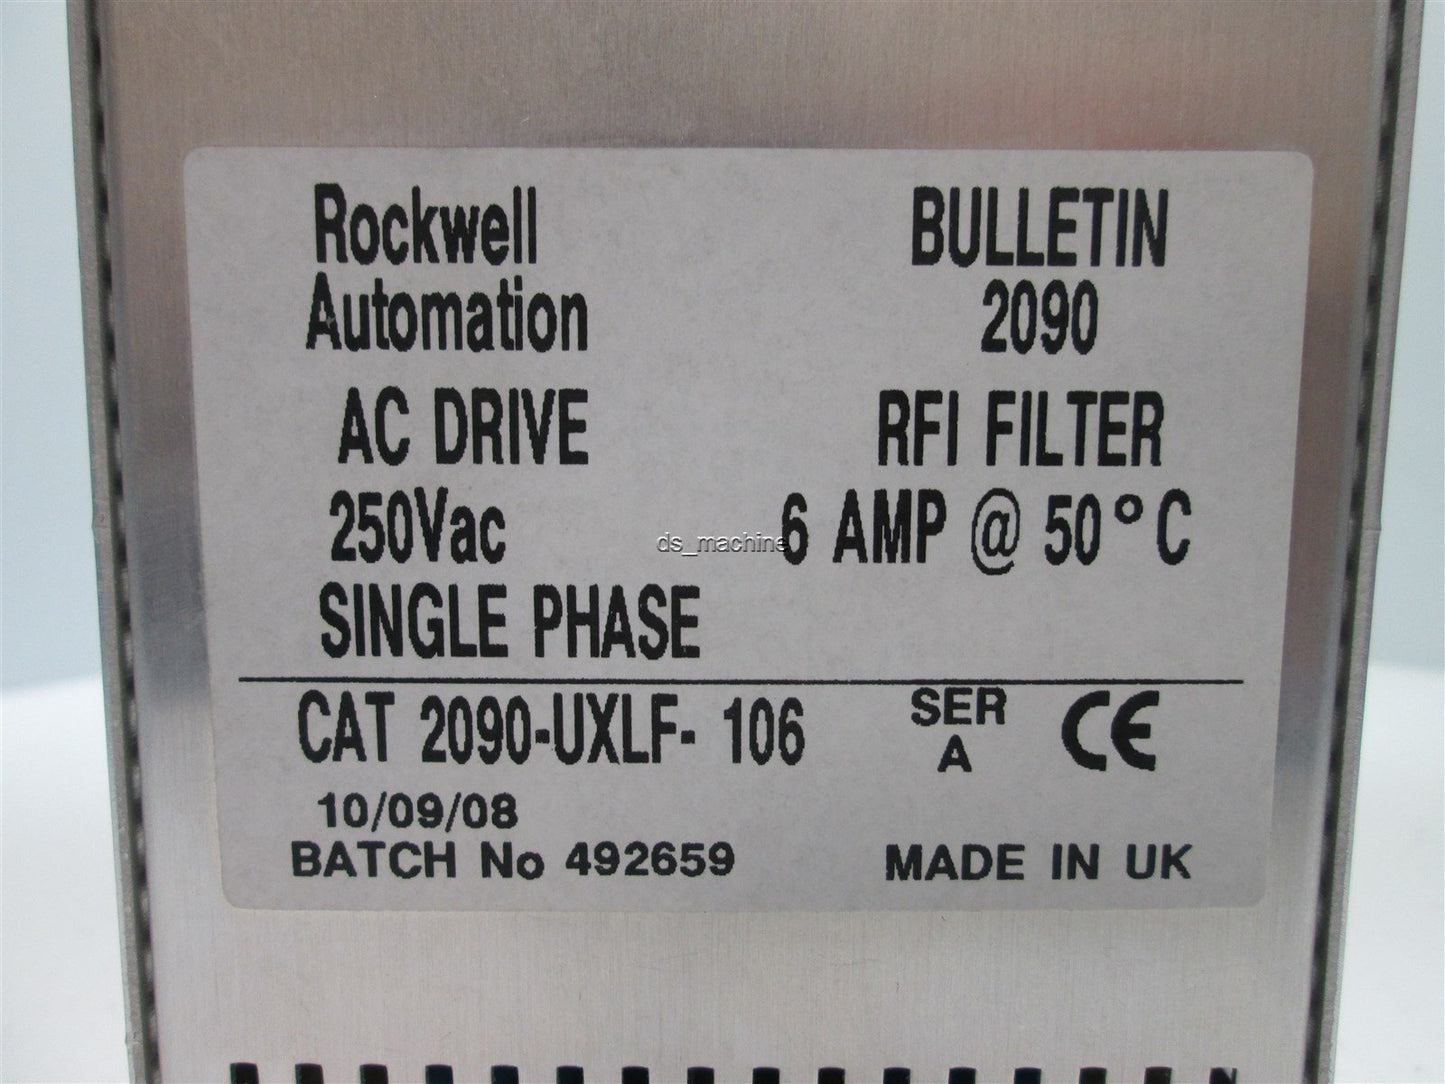 Rockwell Automation
BULLETIN 2090
AC DRIVE RFI FILTER
250Vac 6 AMP @ 50°C
ds_machine
SINGLE PHASE
CAT 2090-UXLF- 106 SER A CE
10/09/08
BATCH No 492659 MADE IN UK